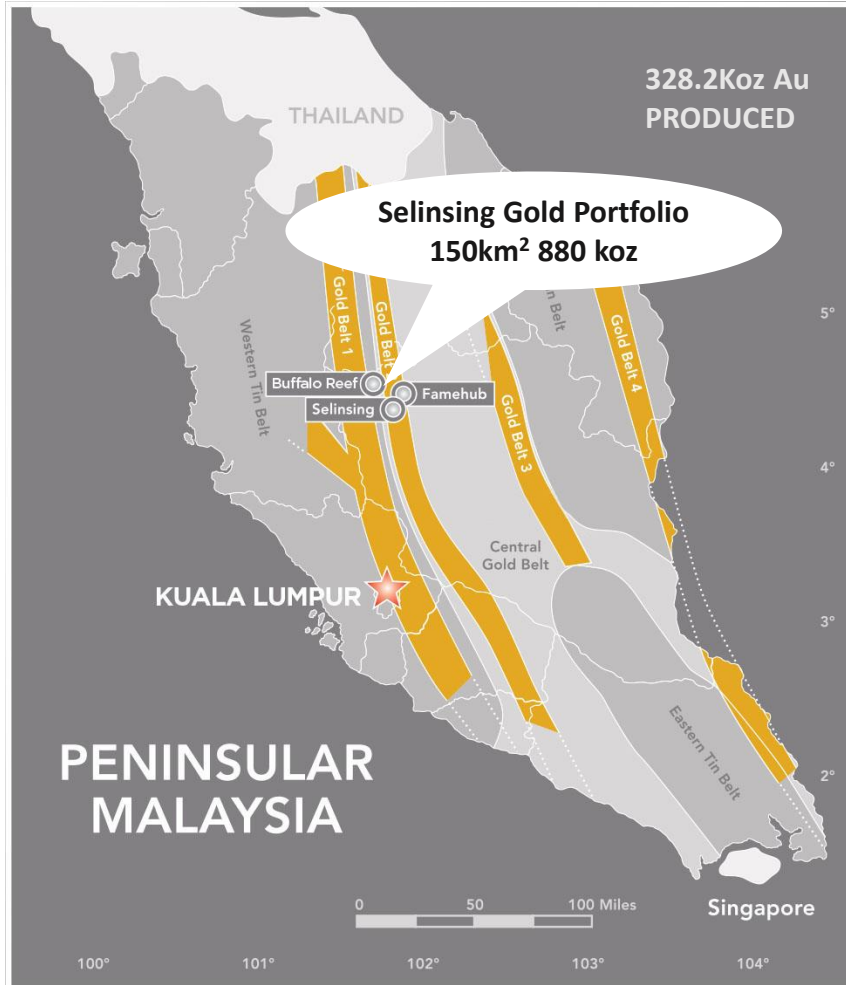 328.2Koz Au
PRODUCED
THAILAND
Selinsing Gold Portfolio
150km² 880 koz
Gold Belt 1
Gold Belt
Belt
Gold Belt 4
5°
Western Tin Belt
Buffalo Reef
Famehub
Selinsing
Gold Belt 3
4°
Central
Gold Belt
KUALA LUMPUR
3°
Eastern Tin Belt
PENINSULAR
MALAYSIA
2°
0 50 100 Miles
Singapore
100° 101° 102° 103° 104°